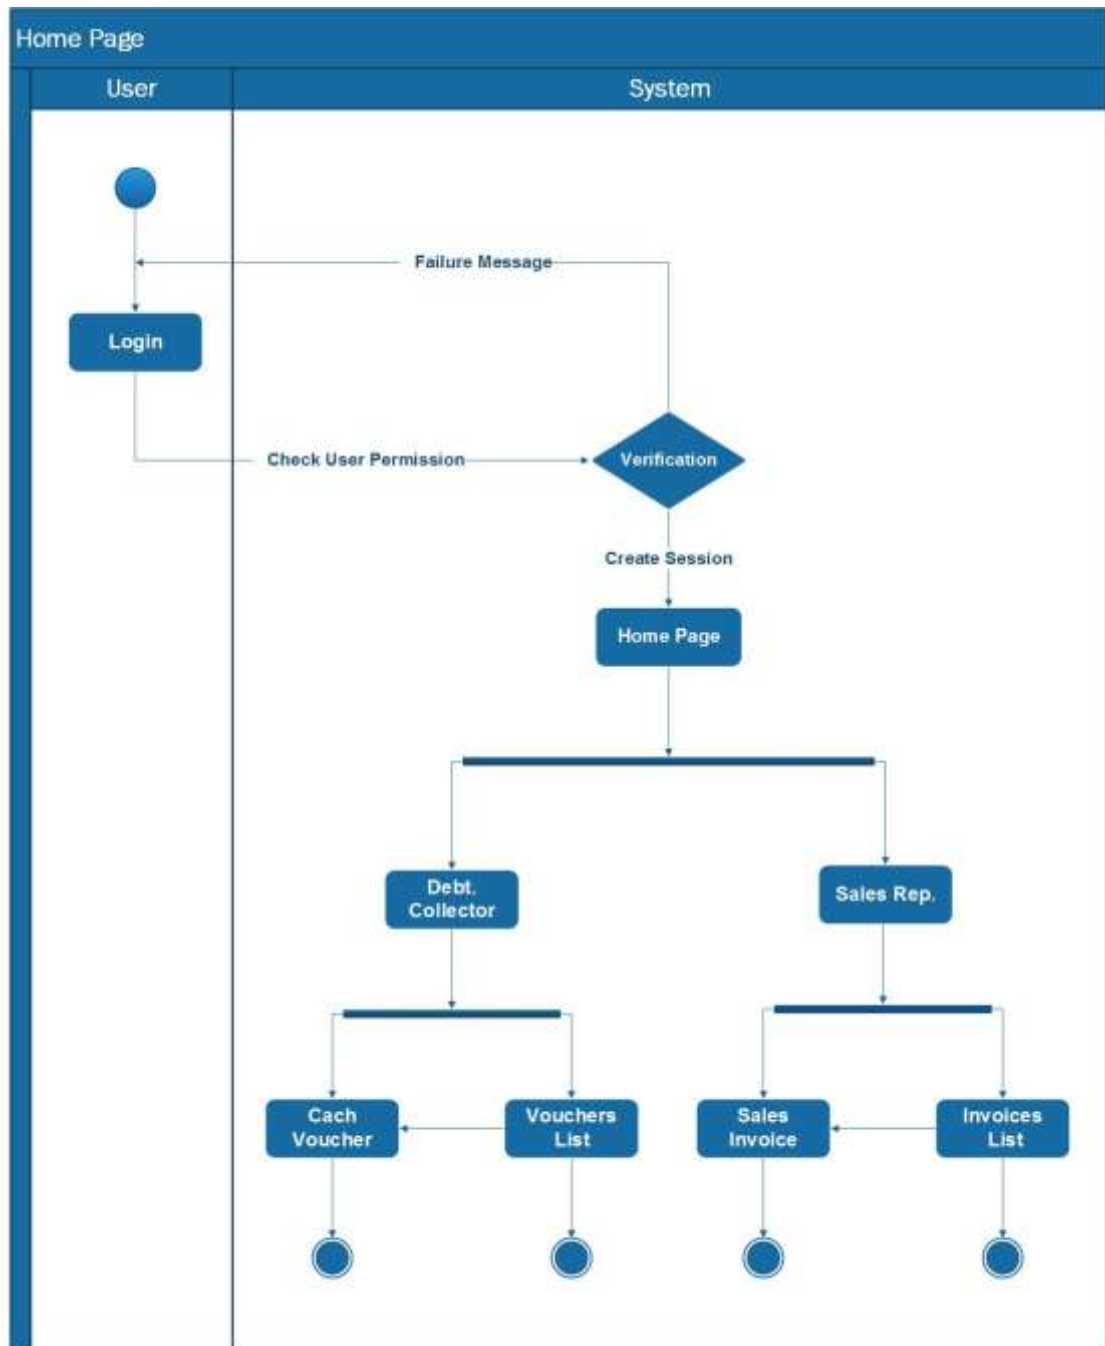 Home Page
User
System
Failure Message
Login
Check User Permission
Verification
Create Session
Home Page
Debt.
Collector
Sales Rep.
Cach
Voucher
Vouchers
List
Sales
Invoice
Invoices
List